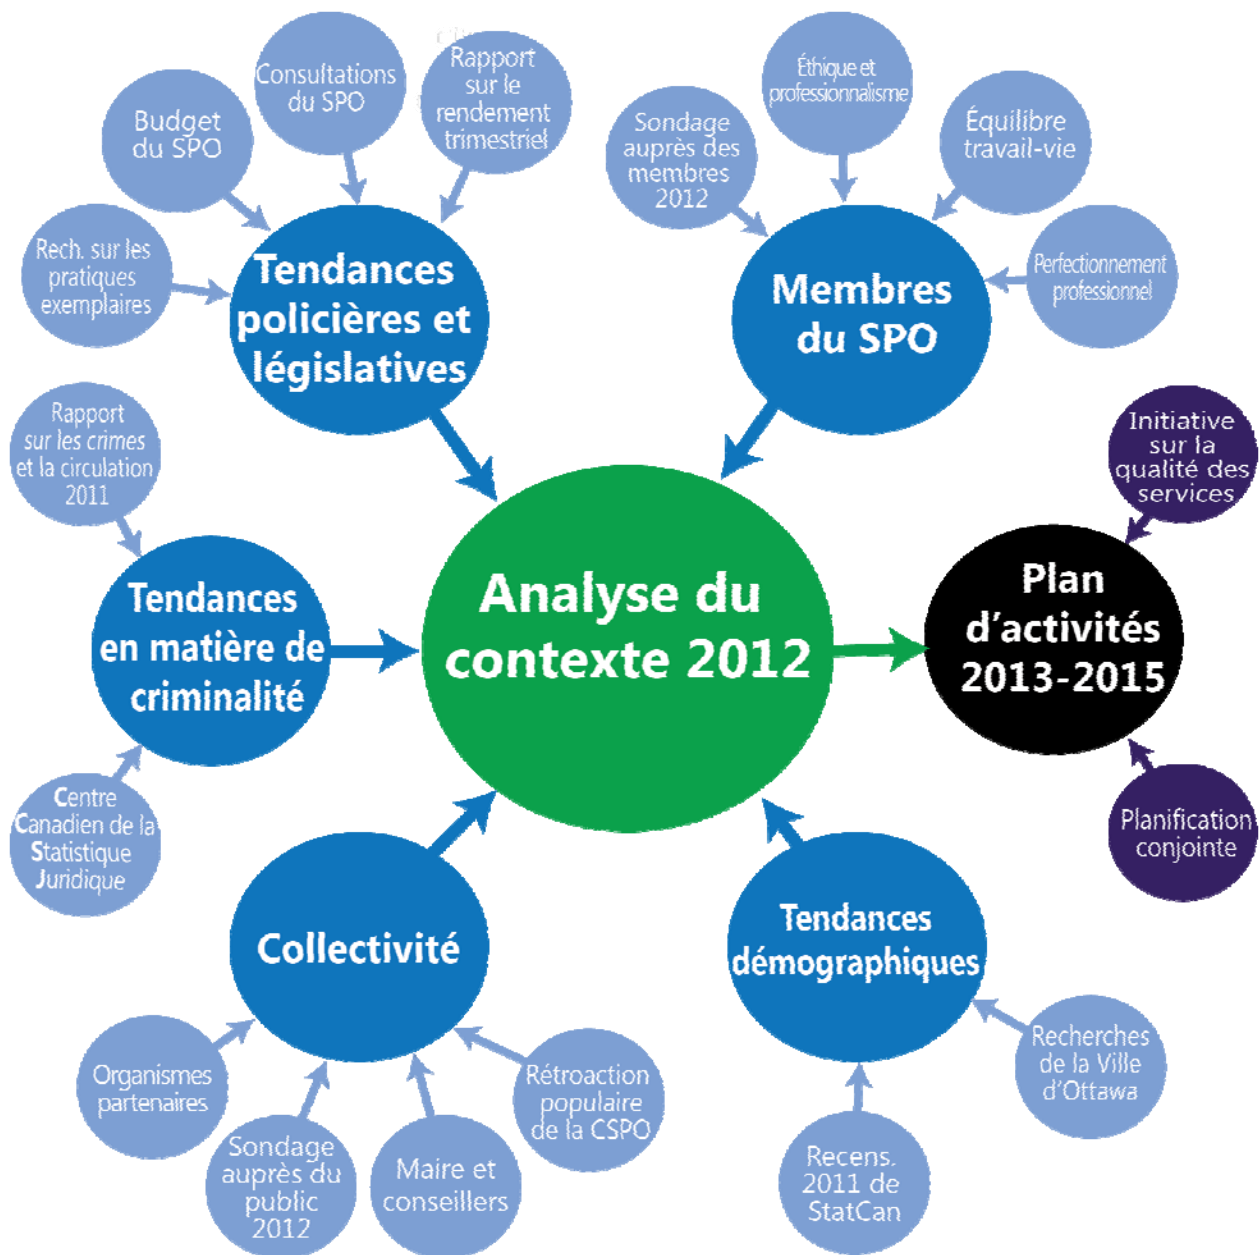 Consultations
du SPO
Rapport
sur le
rendement
trimestriel
Budget
du SPO
Rech. sur les
pratiques
exemplaires
Tendances
policières et
législatives
Éthique et
professionnalisme
Sondage
auprès des
membres
2012
Équilibre
travail-vie
Perfectionnement
professionnel
Membres
du SPO
Rapport
sur les crimes
et la circulation
2011
Tendances
en matière de
criminalité
Centre
Canadien de la
Statistique
Juridique
Analyse du
contexte 2012
Initiative
sur la
qualité des
services
Plan
d'activités
2013-2015
Planification
conjointe
Collectivité
Organismes
partenaires
Sondage
auprès du
public
2012
Maire et
conseillers
Rétroaction
populaire
de la CSPO
Tendances
démographiques
Recens.
2011 de
StatCan
Recherches
de la Ville
d'Ottawa